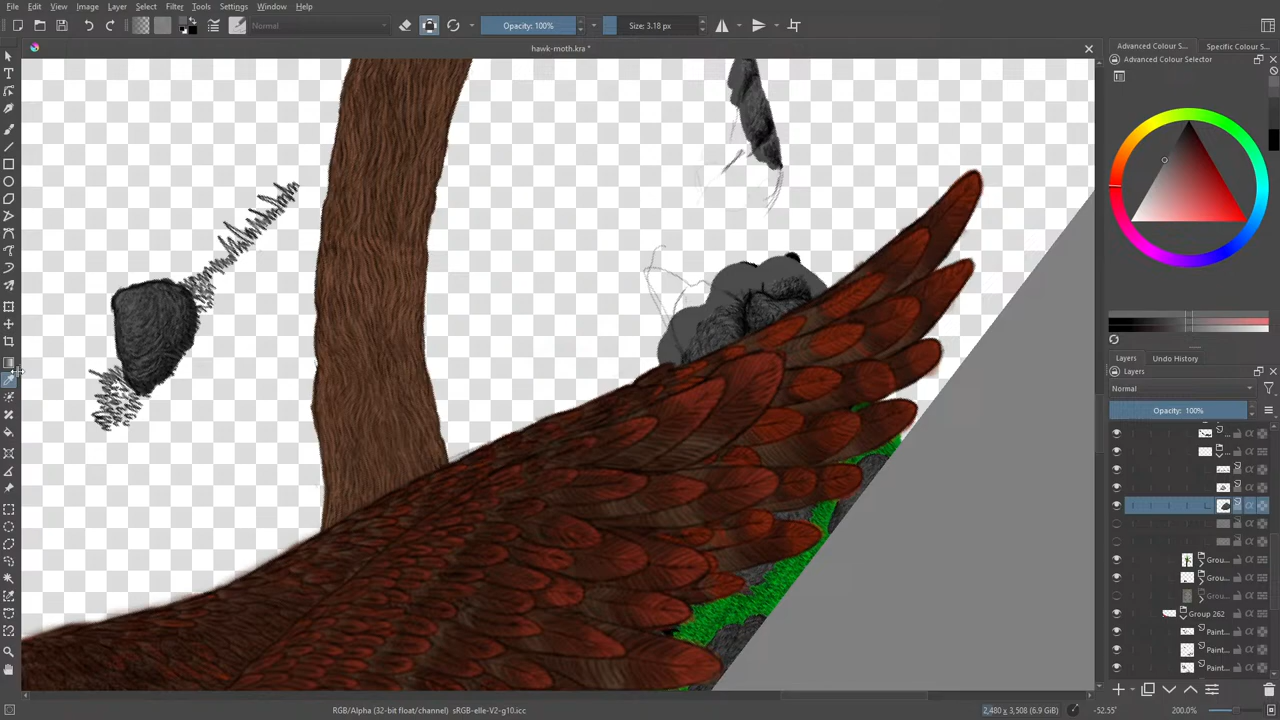 File Edit View Image Layer Select Filter Tools Settings Window Help
Normal Opacity: 100% Size: 3.18 px
hawk-moth.kra *
Advanced Colour S... Specific Colour S...
Advanced Colour Selector
Layers Undo History
Layers
Normal
Opacity: 100%
...
...
Grou...
Grou...
Grou...
Group 262
Paint...
Paint...
Paint...
RGB/Alpha (32-bit float/channel) sRGB-elle-V2-g10.icc 2,480 x 3,508 (6.9 GiB) -52.55° 200.0%